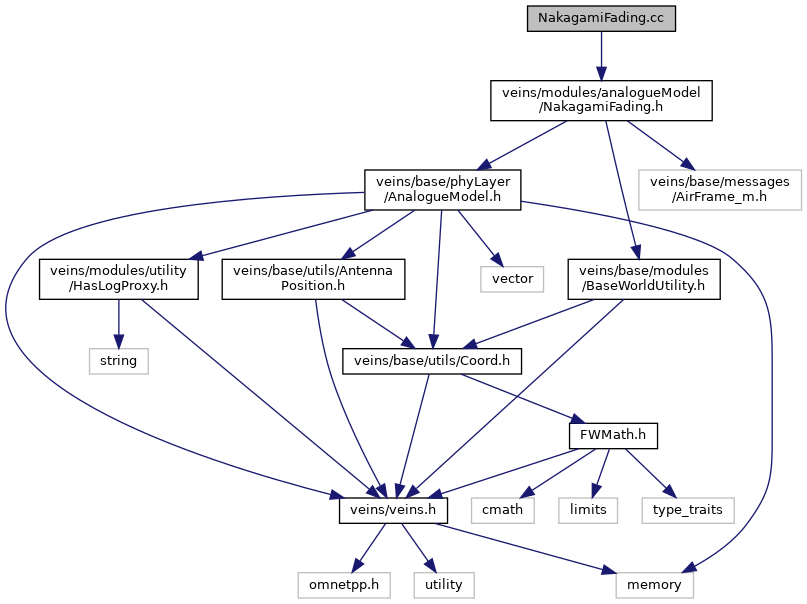 NakagamiFading.cc
veins/modules/analogueModel
/NakagamiFading.h
veins/base/phyLayer
/AnalogueModel.h
veins/base/messages
/AirFrame_m.h
veins/modules/utility
/HasLogProxy.h
veins/base/utils/Antenna
Position.h
vector
veins/base/modules
/BaseWorldUtility.h
string
veins/base/utils/Coord.h
FWMath.h
veins/veins.h
cmath
limits
type_traits
omnetpp.h
utility
memory